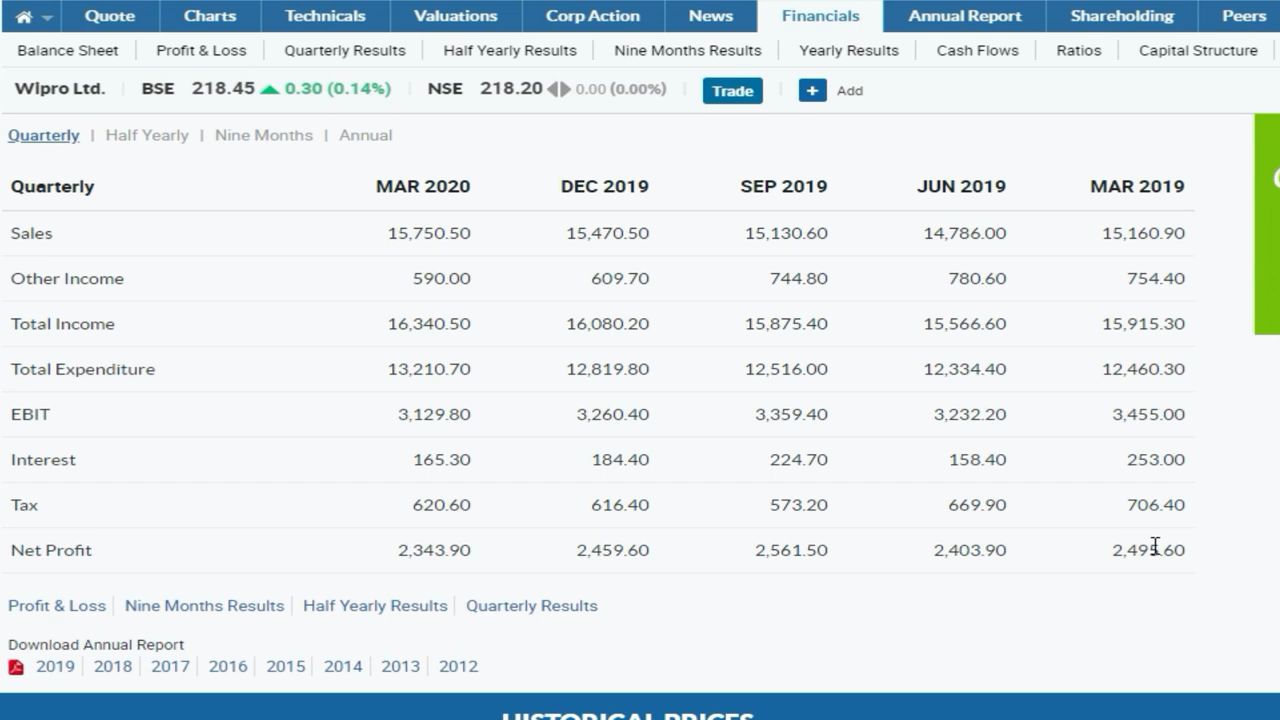 Quote Charts Technicals Valuations Corp Action News Financials Annual Report Shareholding Peers
Balance Sheet Profit & Loss Quarterly Results Half Yearly Results Nine Months Results Yearly Results Cash Flows Ratios Capital Structure
Wipro Ltd. BSE 218.45 0.30 (0.14%) NSE 218.20 0.00 (0.00%) Trade + Add
Quarterly | Half Yearly | Nine Months | Annual
Quarterly MAR 2020 DEC 2019 SEP 2019 JUN 2019 MAR 2019
Sales 15,750.50 15,470.50 15,130.60 14,786.00 15,160.90
Other Income 590.00 609.70 744.80 780.60 754.40
Total Income 16,340.50 16,080.20 15,875.40 15,566.60 15,915.30
Total Expenditure 13,210.70 12,819.80 12,516.00 12,334.40 12,460.30
EBIT 3,129.80 3,260.40 3,359.40 3,232.20 3,455.00
Interest 165.30 184.40 224.70 158.40 253.00
Tax 620.60 616.40 573.20 669.90 706.40
Net Profit 2,343.90 2,459.60 2,561.50 2,403.90 2,495.60
Profit & Loss Nine Months Results Half Yearly Results Quarterly Results
Download Annual Report
2019 2018 2017 2016 2015 2014 2013 2012
HISTORICAL PRICES